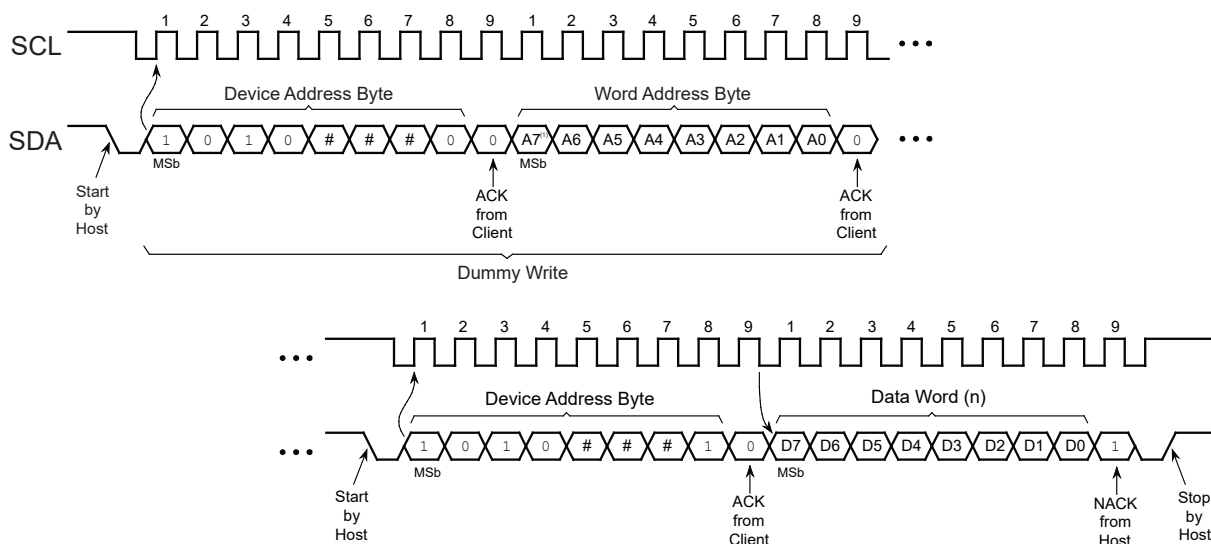 1 2 3 4 5 6 7 8 9 1 2 3 4 5 6 7 8 9
SCL
Device Address Byte Word Address Byte
SDA 1 0 1 0 # # # 0 0 A7(1) A6 A5 A4 A3 A2 A1 A0 0
MSb MSb
Start by Host
ACK from Client
ACK from Client
Dummy Write
1 2 3 4 5 6 7 8 9 1 2 3 4 5 6 7 8 9
Device Address Byte Data Word (n)
1 0 1 0 # # # 1 0 D7 D6 D5 D4 D3 D2 D1 D0 1
MSb MSb
Start by Host
ACK from Client
NACK from Host
Stop by Host